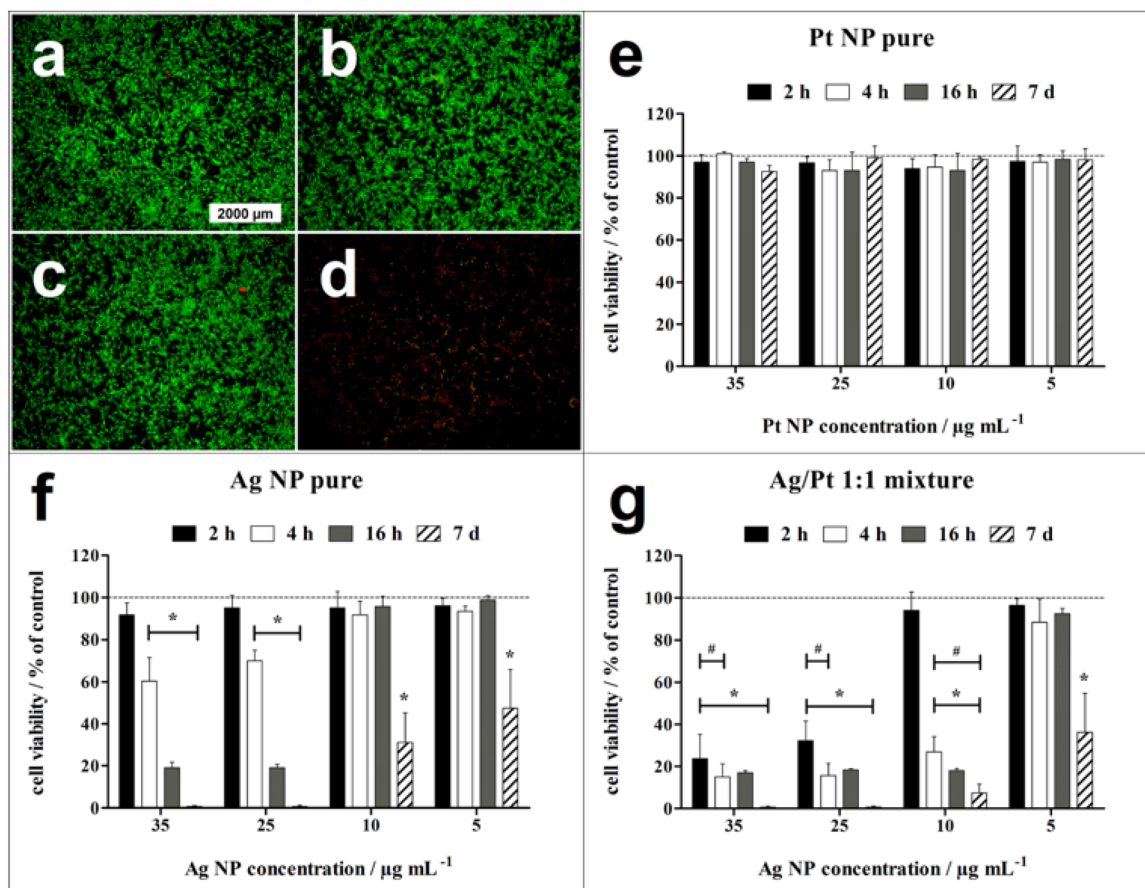 a
b
2000 µm
c
d
e
Pt NP pure
2 h 4 h 16 h 7 d
cell viability / % of control
120
100
80
60
40
20
0
35 25 10 5
Pt NP concentration / µg mL⁻¹
f
Ag NP pure
2 h 4 h 16 h 7 d
cell viability / % of control
120
100
80
60
40
20
0
* * * *
35 25 10 5
Ag NP concentration / µg mL⁻¹
g
Ag/Pt 1:1 mixture
2 h 4 h 16 h 7 d
cell viability / % of control
120
100
80
60
40
20
0
# # #
* * * *
35 25 10 5
Ag NP concentration / µg mL⁻¹